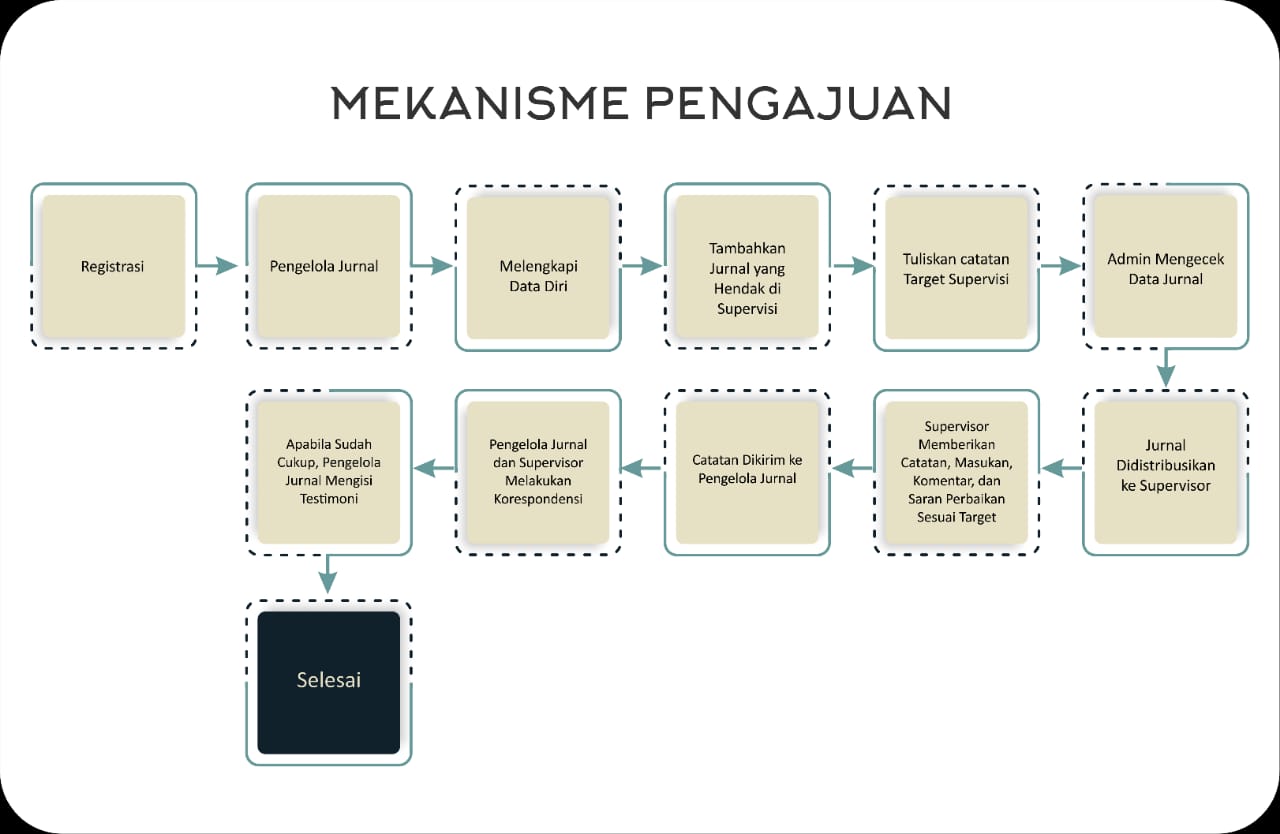 MEKANISME PENGAJUAN
Registrasi
Pengelola Jurnal
Melengkapi
Data Diri
Tambahkan
Jurnal yang
Hendak di
Supervisi
Tuliskan catatan
Target Supervisi
Admin Mengecek
Data Jurnal
Jurnal
Didistribusikan
ke Supervisor
Supervisor
Memberikan
Catatan, Masukan,
Komentar, dan
Saran Perbaikan
Sesuai Target
Catatan Dikirim ke
Pengelola Jurnal
Pengelola Jurnal
dan Supervisor
Melakukan
Korespondensi
Apabila Sudah
Cukup, Pengelola
Jurnal Mengisi
Testimoni
Selesai